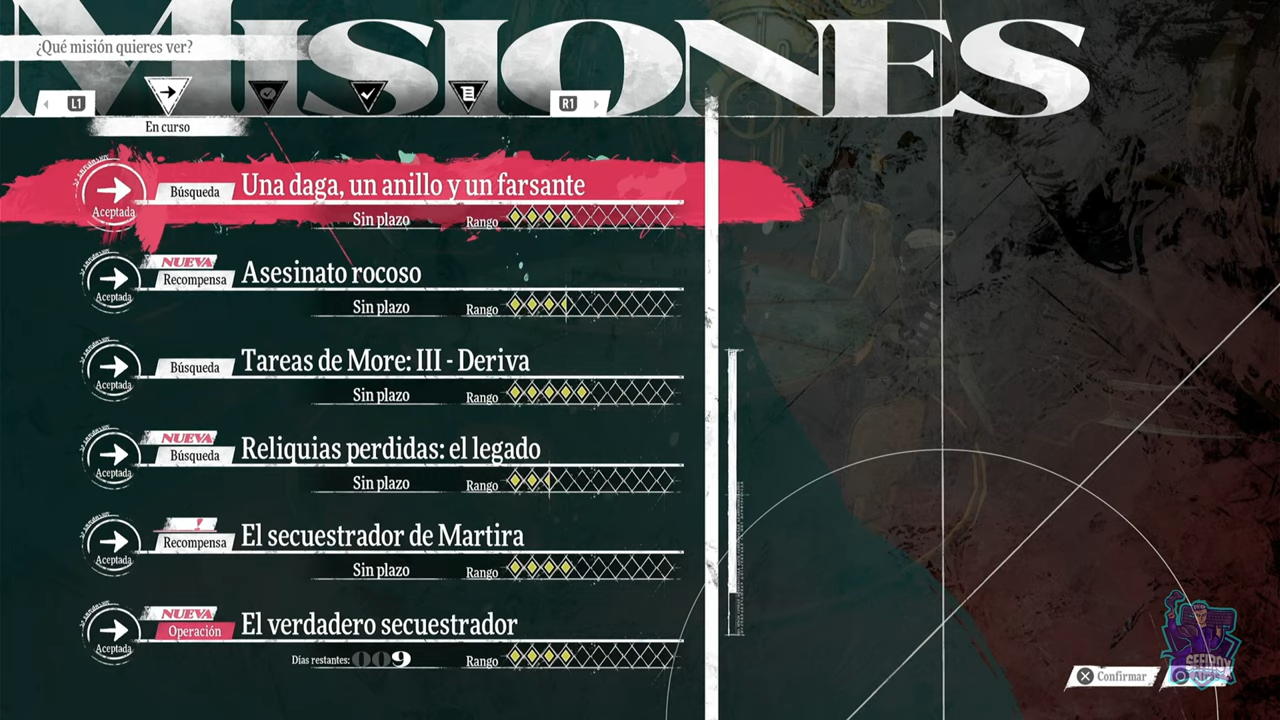 MISIONES
¿Qué misión quieres ver?
L1
R1
En curso
Aceptada
Búsqueda
Una daga, un anillo y un farsante
Sin plazo
Rango
Aceptada
NUEVA
Recompensa
Asesinato rocoso
Sin plazo
Rango
Aceptada
Búsqueda
Tareas de More: III - Deriva
Sin plazo
Rango
Aceptada
NUEVA
Búsqueda
Reliquias perdidas: el legado
Sin plazo
Rango
Aceptada
!
Recompensa
El secuestrador de Martira
Sin plazo
Rango
Aceptada
NUEVA
Operación
El verdadero secuestrador
Días restantes: 009
Rango
Confirmar
Atrás
SEFIROY